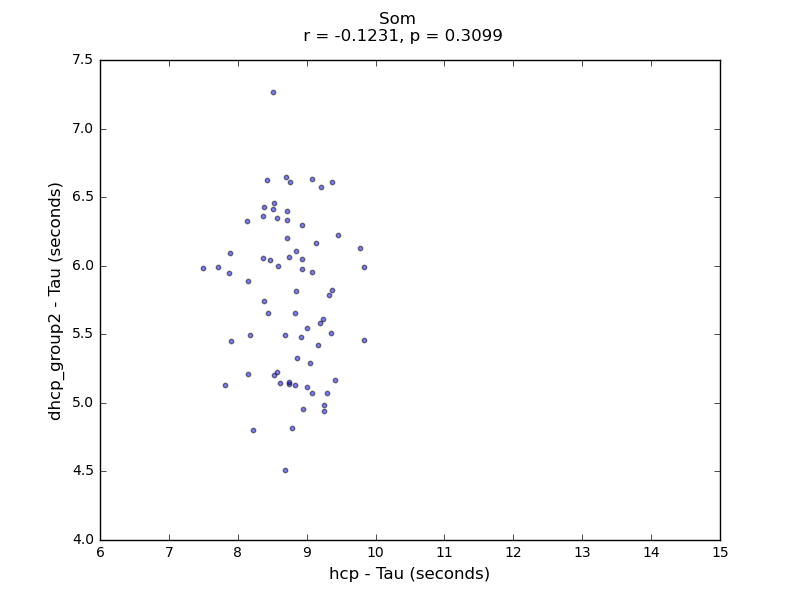 Som
r = -0.1231, p = 0.3099
7.5
7.0
6.5
6.0
5.5
5.0
4.5
4.0
dhcp_group2 - Tau (seconds)
6 7 8 9 10 11 12 13 14 15
hcp - Tau (seconds)